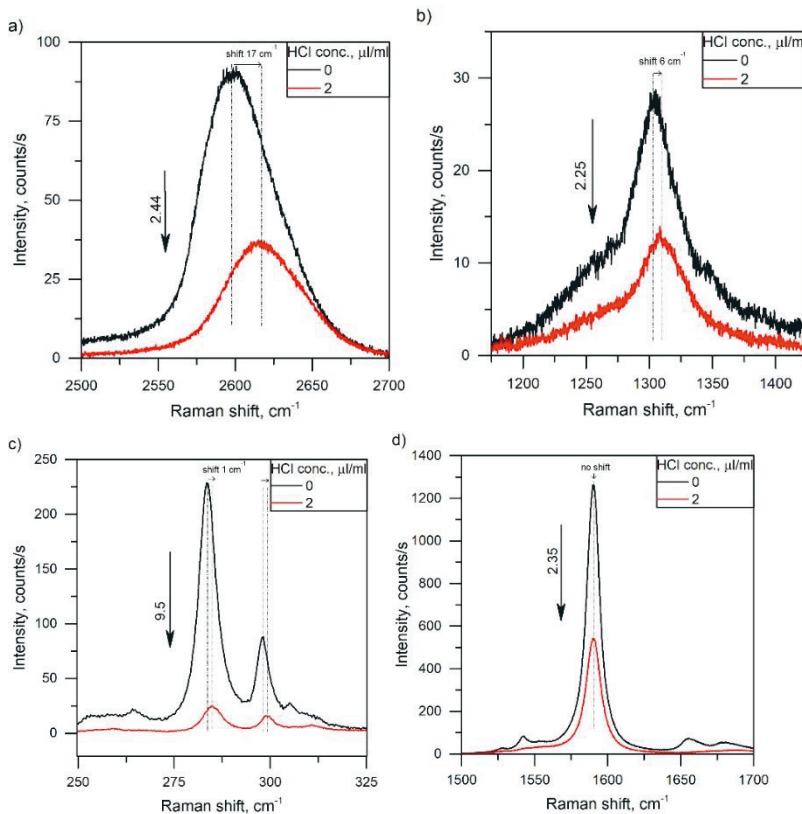 a)
shift 17 cm⁻¹
HCl conc., μl/ml
0
2
100
75
50
25
0
Intensity, counts/s
2.44
2500 2550 2600 2650 2700
Raman shift, cm⁻¹
b)
shift 6 cm⁻¹
HCl conc., μl/ml
0
2
30
20
10
0
Intensity, counts/s
2.25
1200 1250 1300 1350 1400
Raman shift, cm⁻¹
c)
shift 1 cm⁻¹
HCl conc., μl/ml
0
2
250
225
200
175
150
125
100
75
50
25
0
Intensity, counts/s
9.5
250 275 300 325
Raman shift, cm⁻¹
d)
no shift
HCl conc., μl/ml
0
2
1400
1200
1000
800
600
400
200
0
Intensity, counts/s
2.35
1500 1550 1600 1650 1700
Raman shift, cm⁻¹